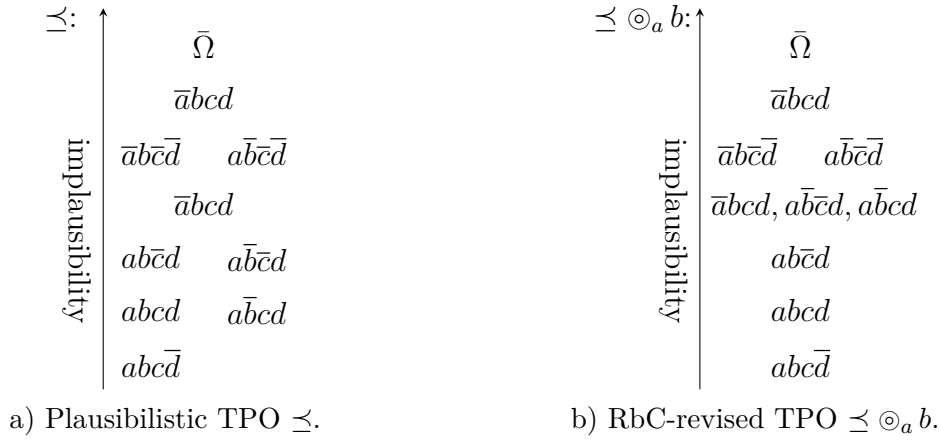 ⪯: ⪯ ⊚ₐ b:
Ω̄ Ω̄
a̅bcd a̅bcd
a̅bc̅d̅ ab̅c̅d̅ a̅bc̅d̅ ab̅c̅d̅
a̅bcd a̅bcd, ab̅c̅d, ab̅cd
abc̅d ab̅c̅d abc̅d
abcd ab̅cd abcd
abcd̅ abcd̅
implausibility implausibility
a) Plausibilistic TPO ⪯. b) RbC-revised TPO ⪯ ⊚ₐ b.